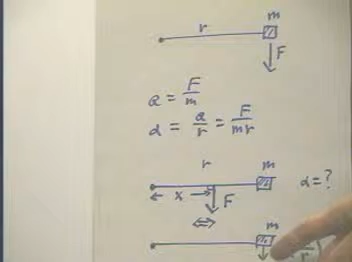 r m
F
a = F/m
α = a/r = F/mr
r m α = ?
x F
m
r)